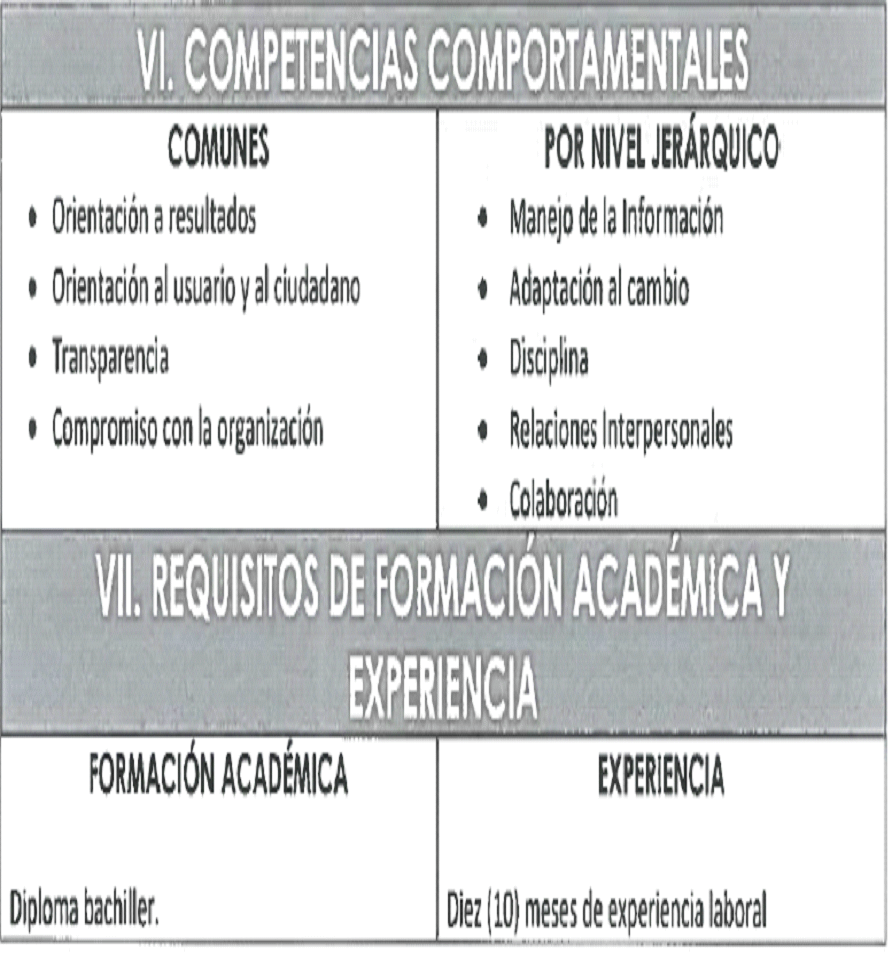 VI. COMPETENCIAS COMPORTAMENTALES
COMUNES
• Orientación a resultados
• Orientación al usuario y al ciudadano
• Transparencia
• Compromiso con la organización
POR NIVEL JERÁRQUICO
• Manejo de la Información
• Adaptación al cambio
• Disciplina
• Relaciones Interpersonales
• Colaboración
VII. REQUISITOS DE FORMACIÓN ACADÉMICA Y
EXPERIENCIA
FORMACIÓN ACADÉMICA
Diploma bachiller.
EXPERIENCIA
Diez (10) meses de experiencia laboral